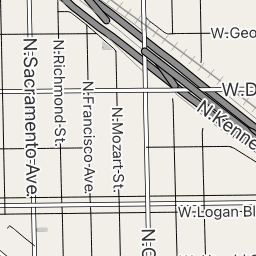 W. Geo
W. D
N. Sacramento Ave.
N. Richmond St.
N. Francisco Ave.
N. Mozart St.
N. Kenne
W. Logan Bl
N. C